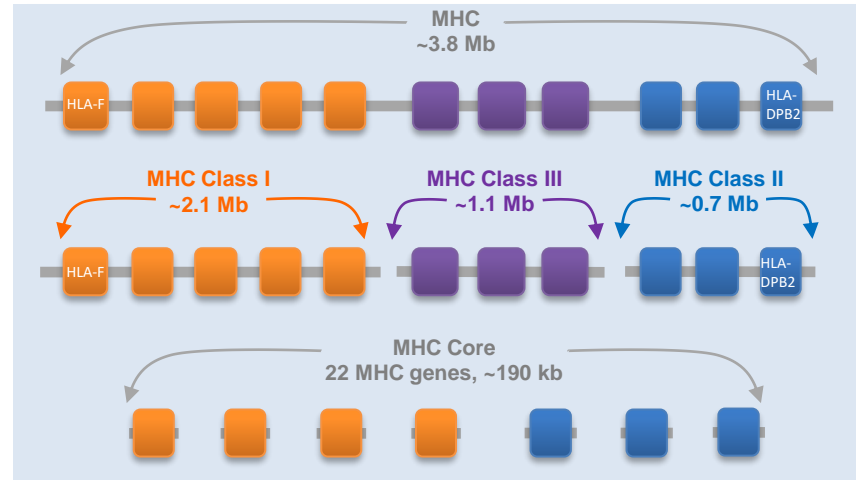 MHC
~3.8 Mb
HLA-F
HLA-
DPB2
MHC Class I
~2.1 Mb
MHC Class III
~1.1 Mb
MHC Class II
~0.7 Mb
HLA-F
HLA-
DPB2
MHC Core
22 MHC genes, ~190 kb